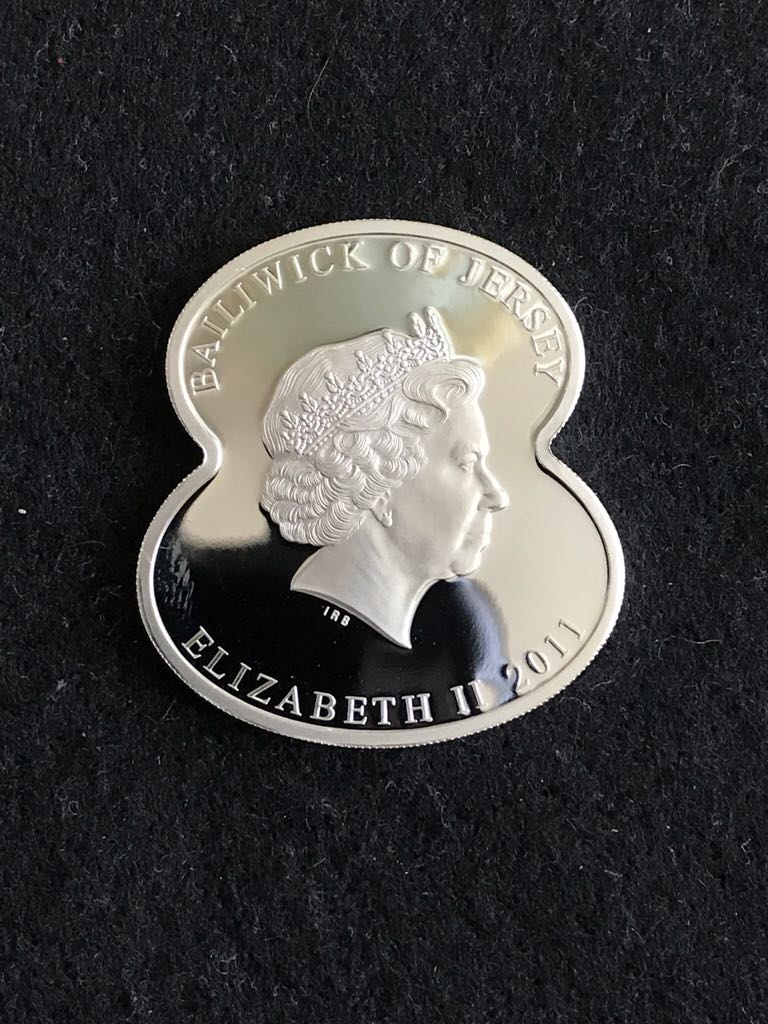 BAILIWICK OF JERSEY
IRB
ELIZABETH II 2011